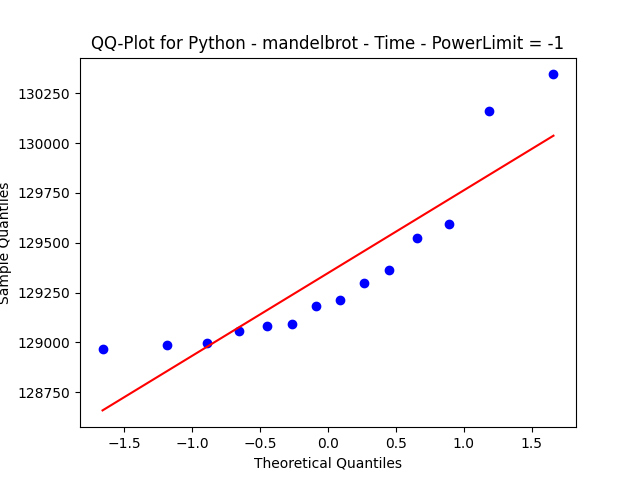 QQ-Plot for Python - mandelbrot - Time - PowerLimit = -1
130250
130000
129750
129500
129250
129000
128750
Sample Quantiles
−1.5 −1.0 −0.5 0.0 0.5 1.0 1.5
Theoretical Quantiles